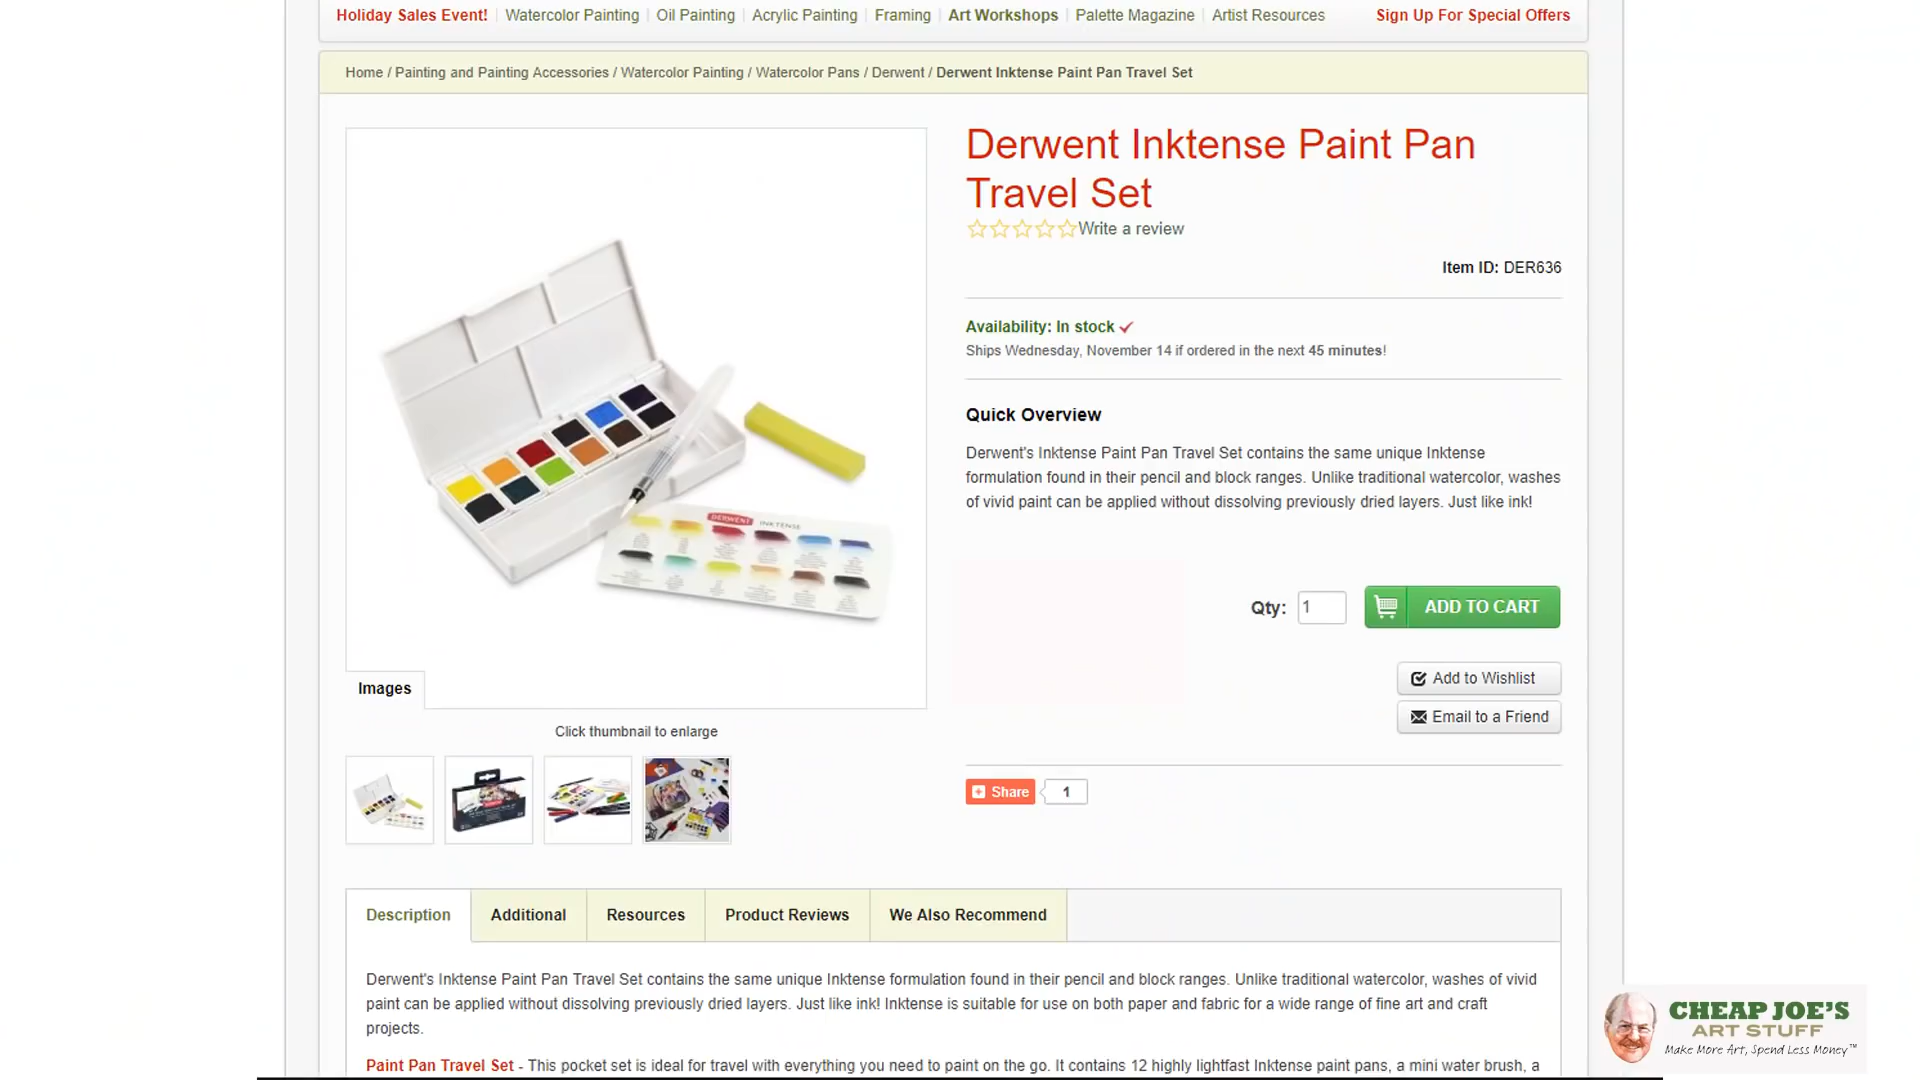 Holiday Sales Event! Watercolor Painting Oil Painting Acrylic Painting Framing Art Workshops Palette Magazine Artist Resources Sign Up For Special Offers
Home / Painting and Painting Accessories / Watercolor Painting / Watercolor Pans / Derwent / Derwent Inktense Paint Pan Travel Set
Derwent Inktense Paint Pan
Travel Set
Write a review
Item ID: DER636
Availability: In stock
Ships Wednesday, November 14 if ordered in the next 45 minutes!
Quick Overview
Derwent's Inktense Paint Pan Travel Set contains the same unique Inktense
formulation found in their pencil and block ranges. Unlike traditional watercolor, washes
of vivid paint can be applied without dissolving previously dried layers. Just like ink!
DERWENT INKTENSE
Qty: 1 ADD TO CART
Add to Wishlist
Email to a Friend
Images
Click thumbnail to enlarge
Share 1
Description Additional Resources Product Reviews We Also Recommend
Derwent's Inktense Paint Pan Travel Set contains the same unique Inktense formulation found in their pencil and block ranges. Unlike traditional watercolor, washes of vivid
paint can be applied without dissolving previously dried layers. Just like ink! Inktense is suitable for use on both paper and fabric for a wide range of fine art and craft
projects.
Paint Pan Travel Set - This pocket set is ideal for travel with everything you need to paint on the go. It contains 12 highly lightfast Inktense paint pans, a mini water brush, a
CHEAP JOE'S
ART STUFF
Make More Art, Spend Less Money™